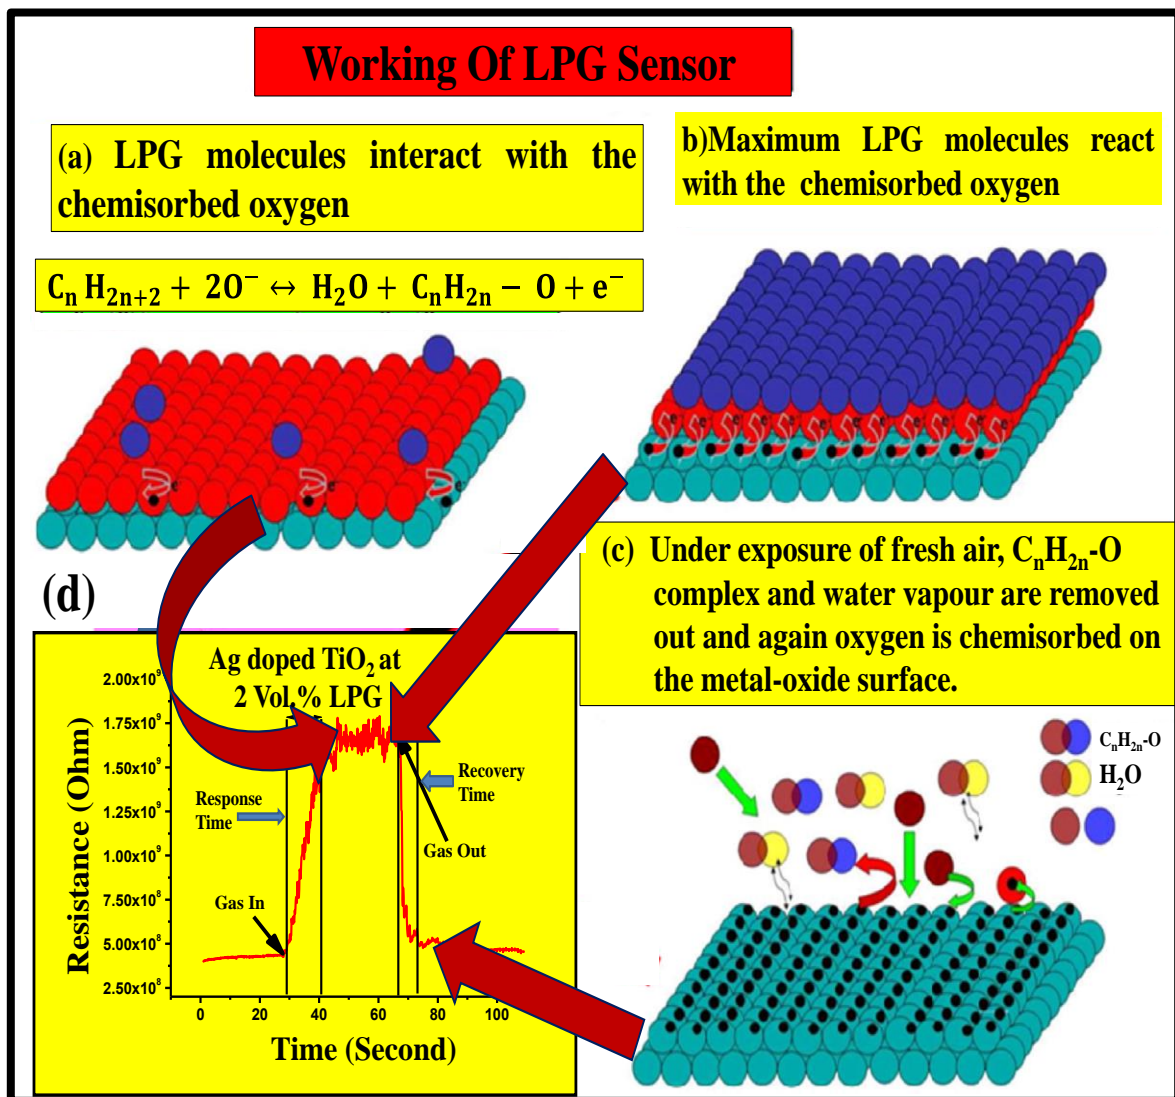 Working Of LPG Sensor
(a) LPG molecules interact with the
chemisorbed oxygen
CₙH₂ₙ₊₂ + 2O⁻ ↔ H₂O + CₙH₂ₙ − O + e⁻
b)Maximum LPG molecules react
with the chemisorbed oxygen
e
e
e
(c) Under exposure of fresh air, CₙH₂ₙ-O
complex and water vapour are removed
out and again oxygen is chemisorbed on
the metal-oxide surface.
CₙH₂ₙ-O
H₂O
(d)
Ag doped TiO₂ at
2 Vol.% LPG
Resistance (Ohm)
2.00x10⁹
1.75x10⁹
1.50x10⁹
1.25x10⁹
1.00x10⁹
7.50x10⁸
5.00x10⁸
2.50x10⁸
Response
Time
Recovery
Time
Gas Out
Gas In
0 20 40 60 80 100
Time (Second)